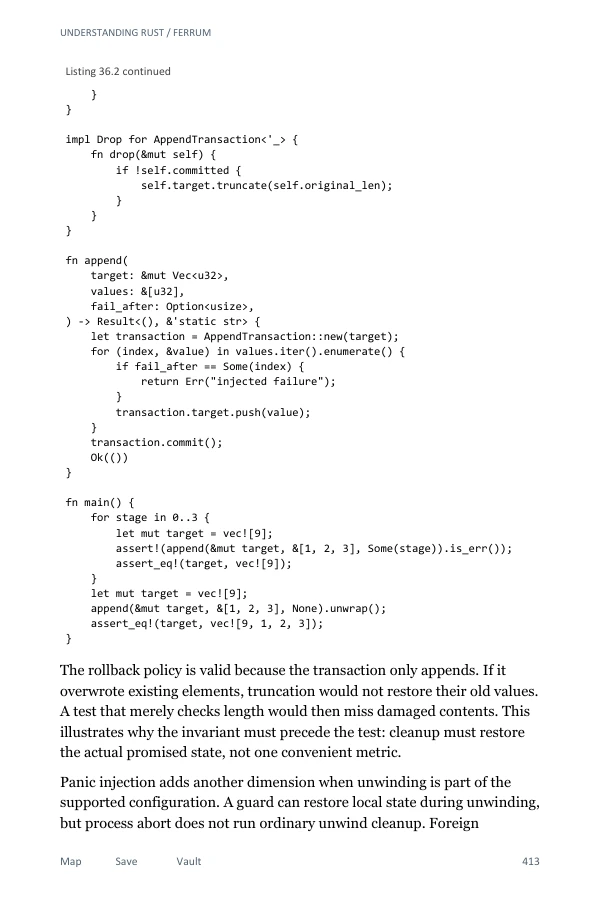 UNDERSTANDING RUST / FERRUM
Listing 36.2 continued
    }
}

impl Drop for AppendTransaction<'_> {
    fn drop(&mut self) {
        if !self.committed {
            self.target.truncate(self.original_len);
        }
    }
}

fn append(
    target: &mut Vec<u32>,
    values: &[u32],
    fail_after: Option<usize>,
) -> Result<(), &'static str> {
    let transaction = AppendTransaction::new(target);
    for (index, &value) in values.iter().enumerate() {
        if fail_after == Some(index) {
            return Err("injected failure");
        }
        transaction.target.push(value);
    }
    transaction.commit();
    Ok(())
}

fn main() {
    for stage in 0..3 {
        let mut target = vec![9];
        assert!(append(&mut target, &[1, 2, 3], Some(stage)).is_err());
        assert_eq!(target, vec![9]);
    }
    let mut target = vec![9];
    append(&mut target, &[1, 2, 3], None).unwrap();
    assert_eq!(target, vec![9, 1, 2, 3]);
}
The rollback policy is valid because the transaction only appends. If it
overwrote existing elements, truncation would not restore their old values.
A test that merely checks length would then miss damaged contents. This
illustrates why the invariant must precede the test: cleanup must restore
the actual promised state, not one convenient metric.
Panic injection adds another dimension when unwinding is part of the
supported configuration. A guard can restore local state during unwinding,
but process abort does not run ordinary unwind cleanup. Foreign
Map Save Vault 413